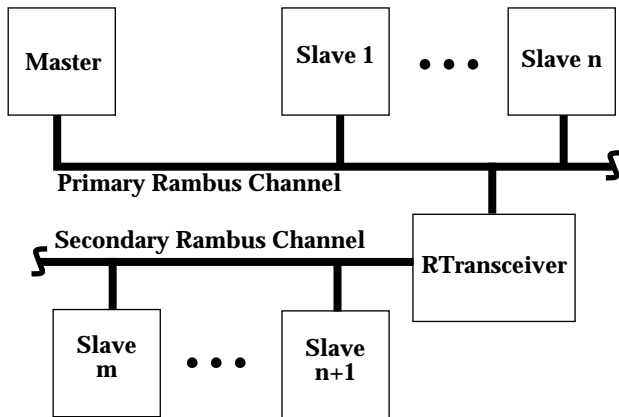 Master
Slave 1
• • •
Slave n
Primary Rambus Channel
Secondary Rambus Channel
RTransceiver
Slave
m
• • •
Slave
n+1